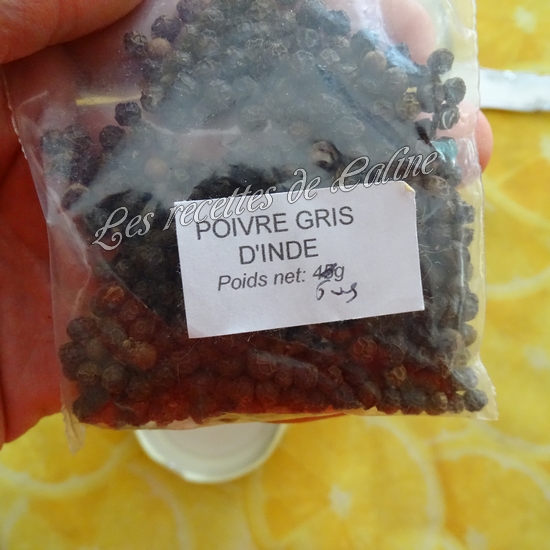 Les recettes de Caline
POIVRE GRIS
D'INDE
Poids net: 45g